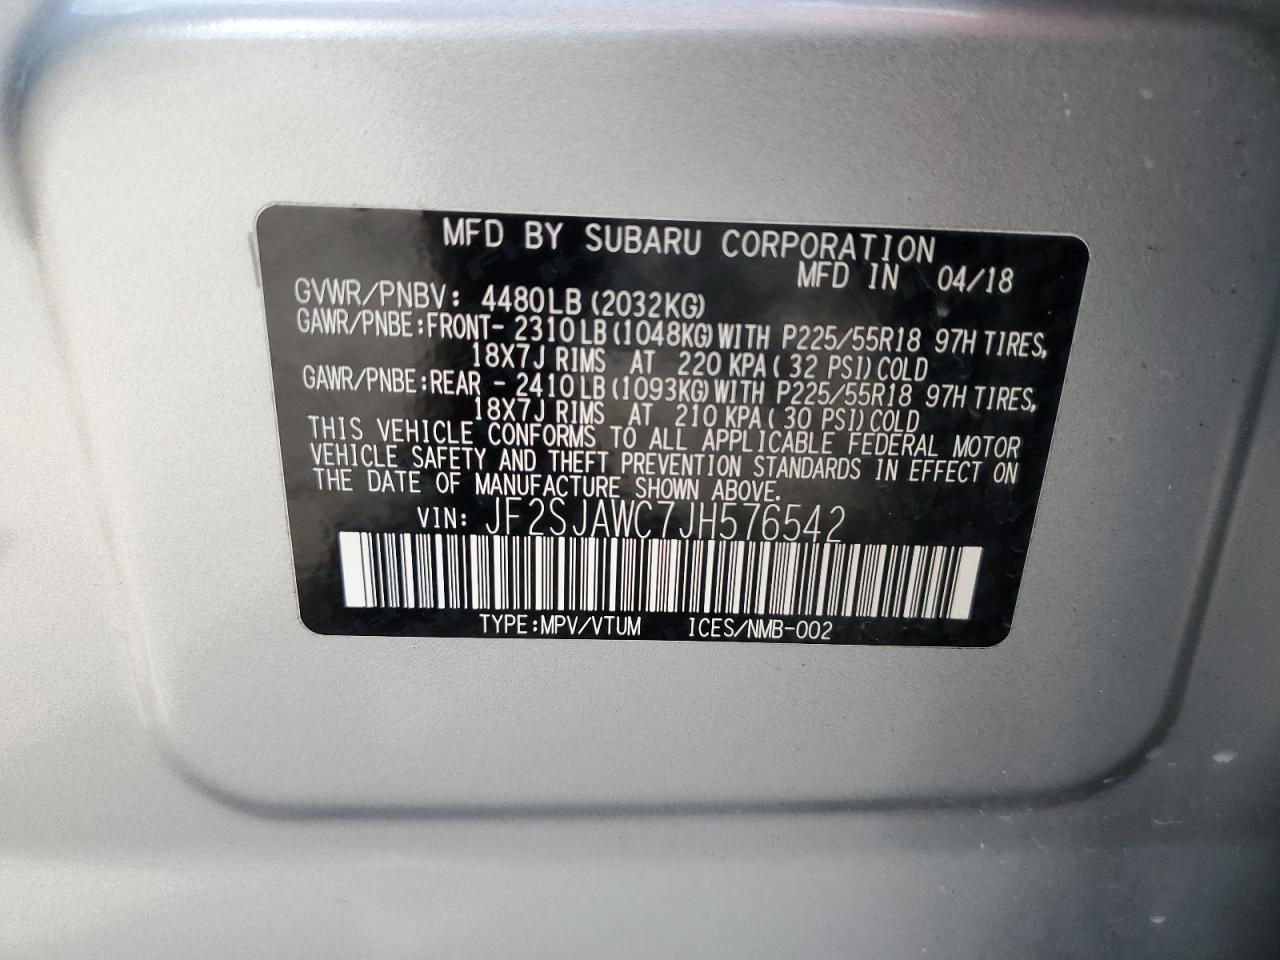 MFD BY SUBARU CORPORATION
MFD IN 04/18
GVWR/PNBV: 4480LB (2032KG)
GAWR/PNBE:FRONT- 2310LB (1048KG) WITH P225/55R18 97H TIRES,
18X7J RIMS AT 220 KPA ( 32 PSI) COLD
GAWR/PNBE:REAR - 2410LB (1093KG) WITH P225/55R18 97H TIRES,
18X7J RIMS AT 210 KPA ( 30 PSI) COLD
THIS VEHICLE CONFORMS TO ALL APPLICABLE FEDERAL MOTOR
VEHICLE SAFETY AND THEFT PREVENTION STANDARDS IN EFFECT ON
THE DATE OF MANUFACTURE SHOWN ABOVE.
VIN: JF2SJAWC7JH576542
TYPE:MPV/VTUM ICES/NMB-002